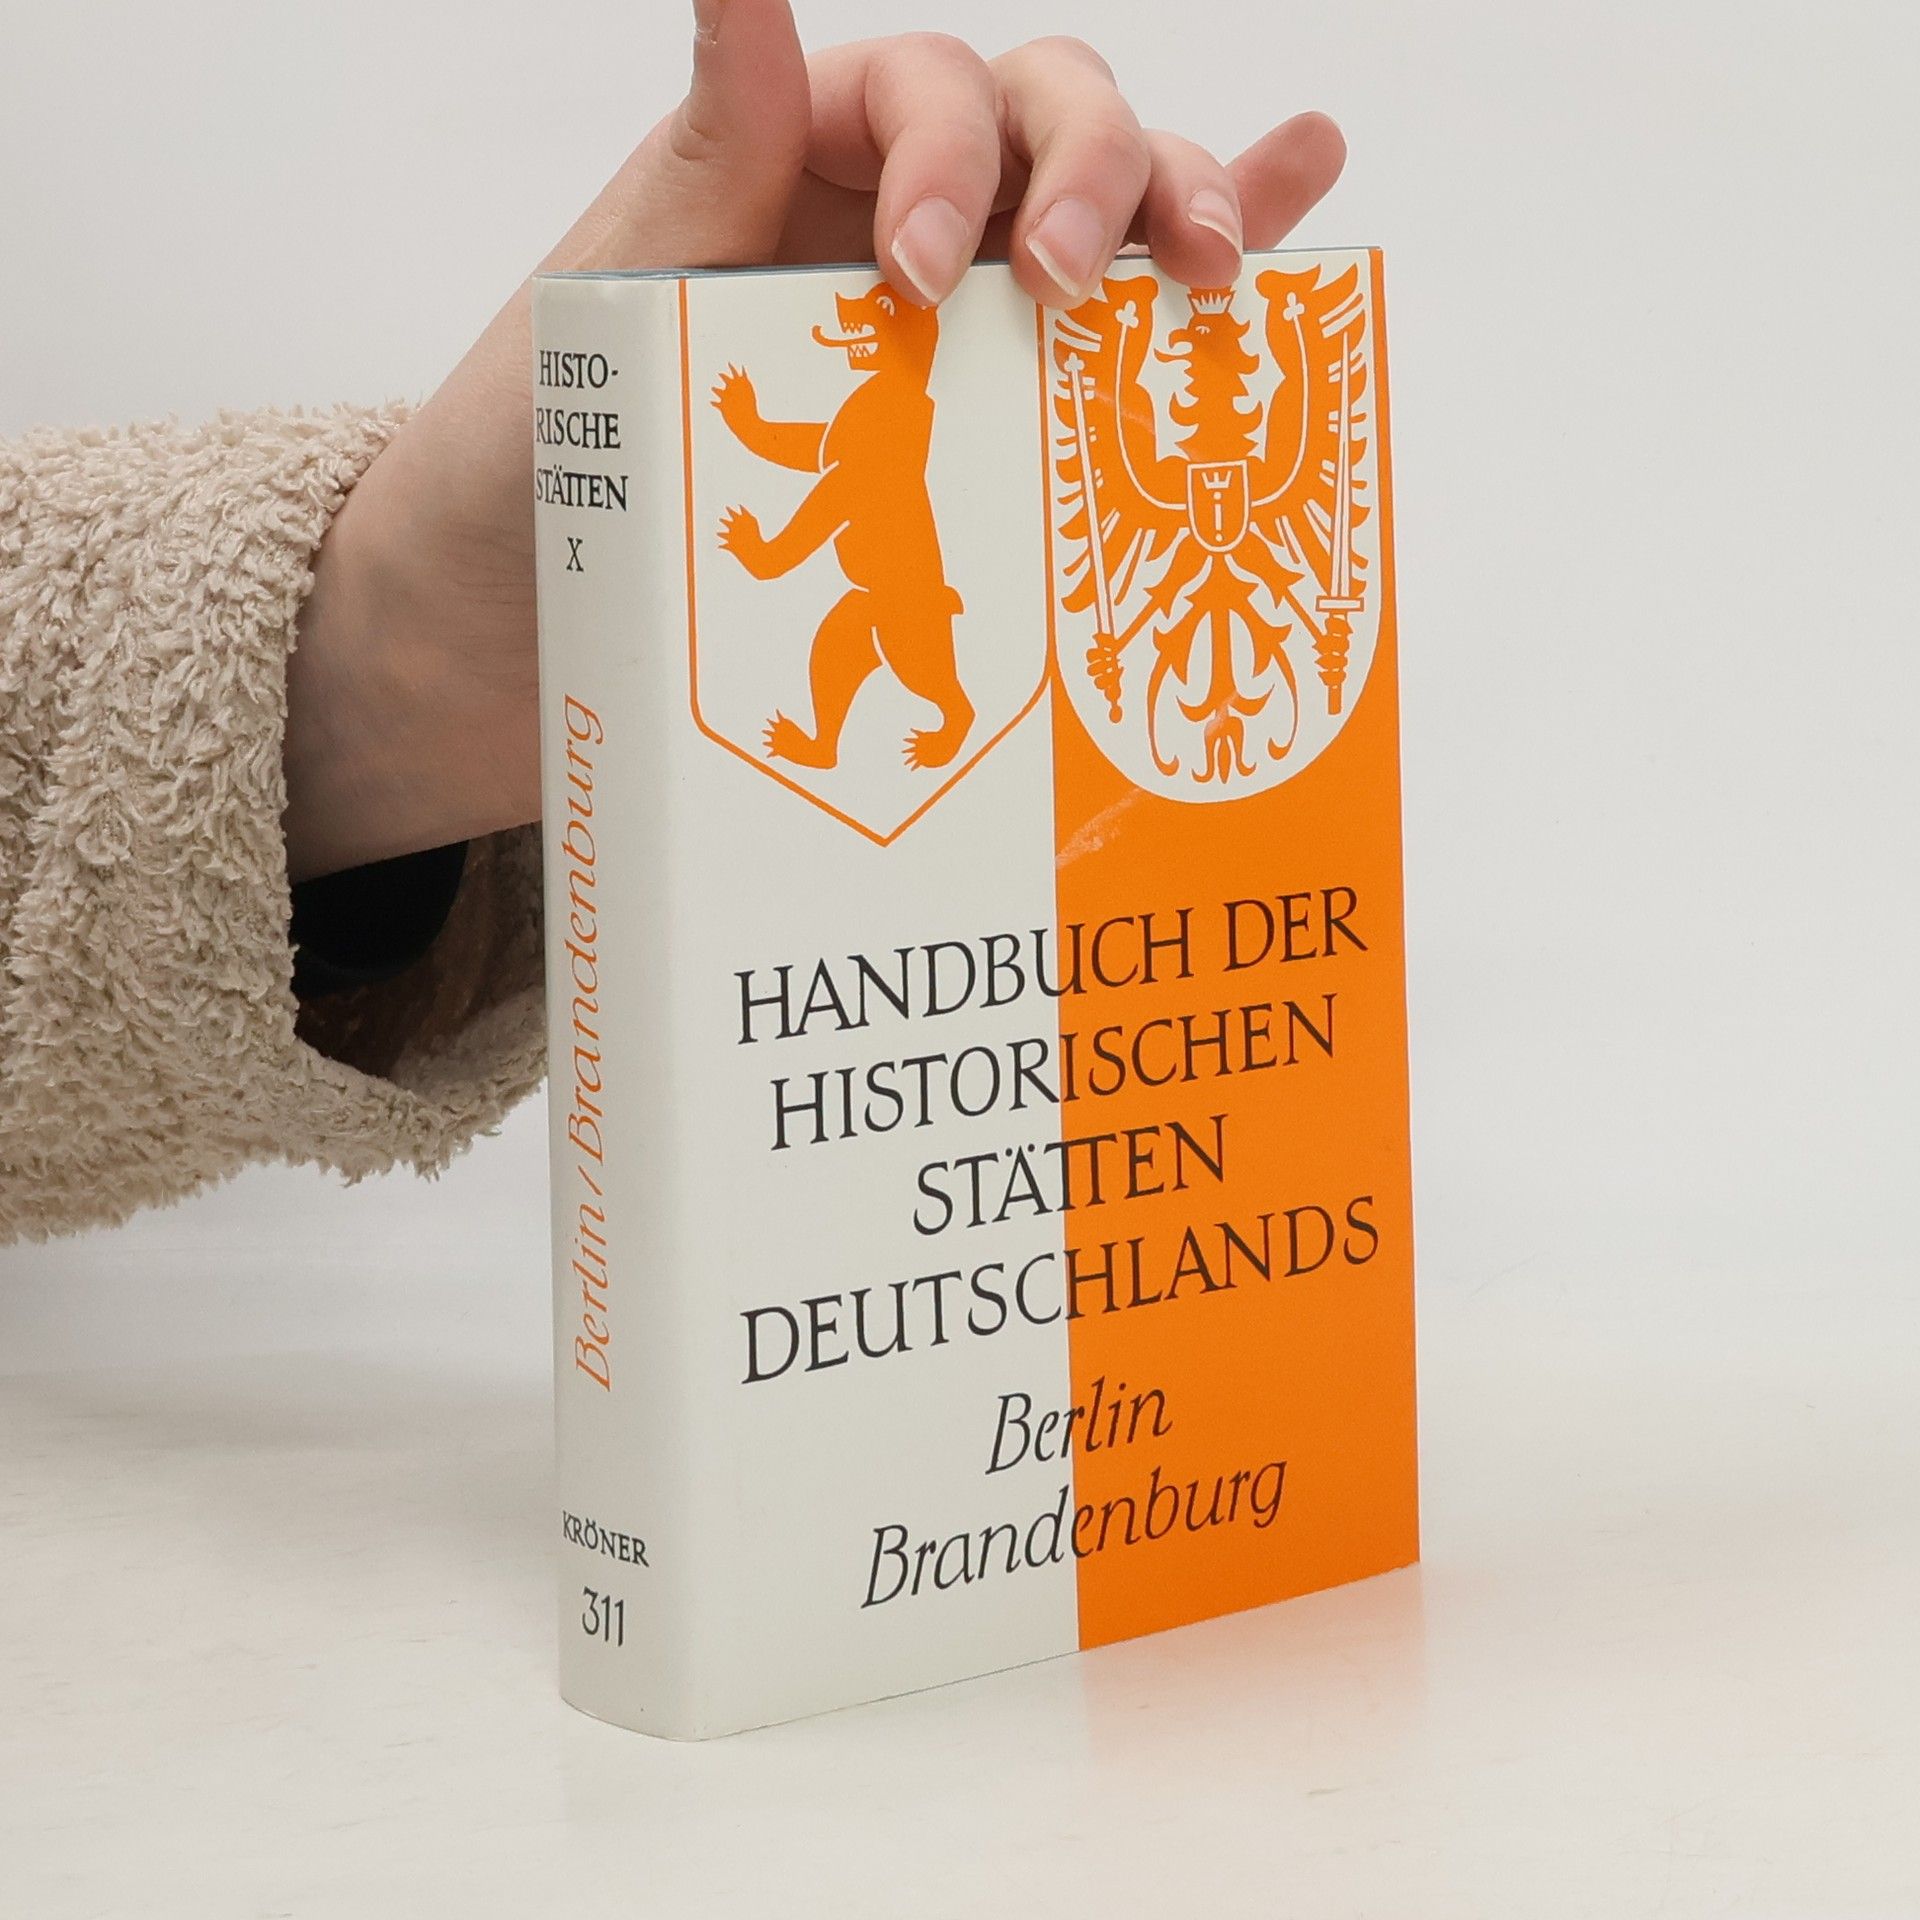 HISTO-
RISCHE
STÄTTEN
X
Berlin/Brandenburg
KRÖNER
311
HANDBUCH DER
HISTORISCHEN
STÄTTEN
DEUTSCHLANDS
Berlin
Brandenburg